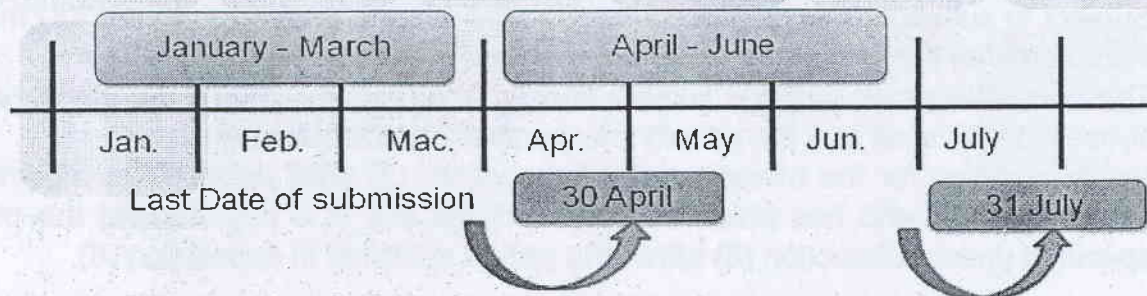 January - March April - June
Jan. Feb. Mac. Apr. May Jun. July
Last Date of submission 30 April 31 July